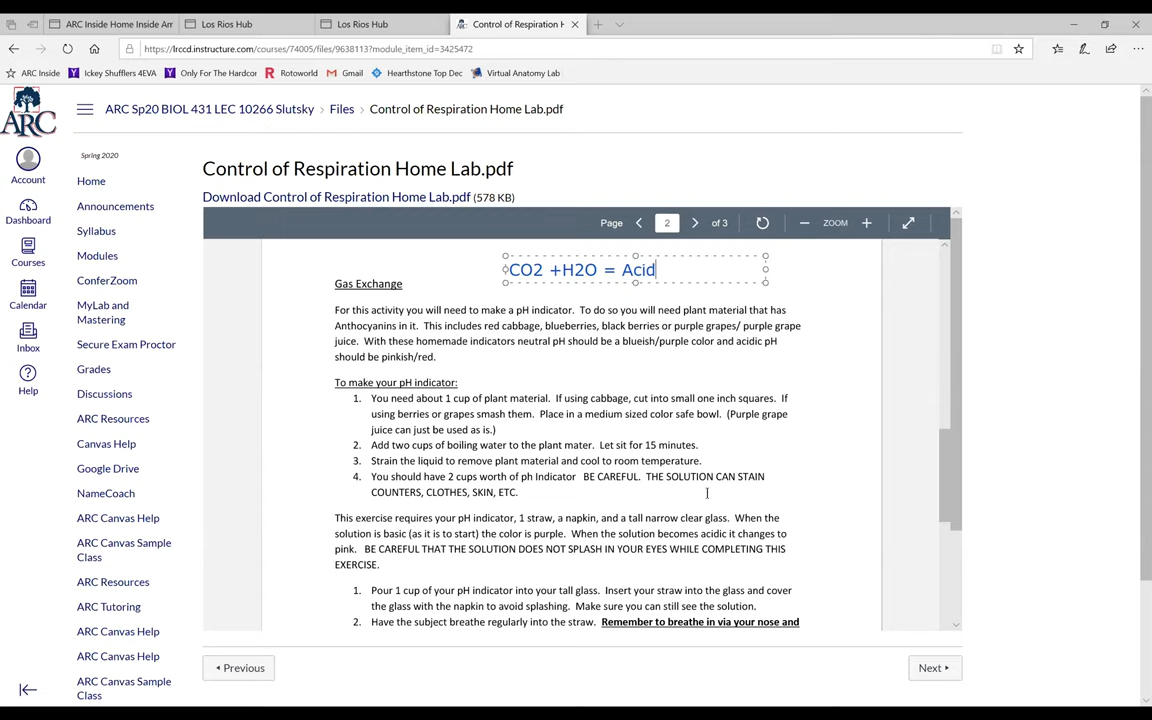 ARC Inside Home Inside Am
Los Rios Hub
Los Rios Hub
Control of Respiration H
https://lrccd.instructure.com/courses/74005/files/9638113?module_item_id=3425472
ARC Inside
Ickey Shufflers 4EVA
Only For The Hardcor
Rotoworld
Gmail
Hearthstone Top Dec
Virtual Anatomy Lab
ARC
ARC Sp20 BIOL 431 LEC 10266 Slutsky > Files > Control of Respiration Home Lab.pdf
Account
Dashboard
Courses
Calendar
Inbox
Help
Spring 2020
Home
Announcements
Syllabus
Modules
ConferZoom
MyLab and
Mastering
Secure Exam Proctor
Grades
Discussions
ARC Resources
Canvas Help
Google Drive
NameCoach
ARC Canvas Help
ARC Canvas Sample
Class
ARC Resources
ARC Tutoring
Canvas Help
Canvas Help
ARC Canvas Sample
Class
Control of Respiration Home Lab.pdf
Download Control of Respiration Home Lab.pdf (578 KB)
Page 2 of 3 ZOOM
CO2 +H2O = Acid
Gas Exchange
For this activity you will need to make a pH indicator. To do so you will need plant material that has
Anthocyanins in it. This includes red cabbage, blueberries, black berries or purple grapes/ purple grape
juice. With these homemade indicators neutral pH should be a blueish/purple color and acidic pH
should be pinkish/red.
To make your pH indicator:
1. You need about 1 cup of plant material. If using cabbage, cut into small one inch squares. If
using berries or grapes smash them. Place in a medium sized color safe bowl. (Purple grape
juice can just be used as is.)
2. Add two cups of boiling water to the plant mater. Let sit for 15 minutes.
3. Strain the liquid to remove plant material and cool to room temperature.
4. You should have 2 cups worth of ph Indicator BE CAREFUL. THE SOLUTION CAN STAIN
COUNTERS, CLOTHES, SKIN, ETC.
This exercise requires your pH indicator, 1 straw, a napkin, and a tall narrow clear glass. When the
solution is basic (as it is to start) the color is purple. When the solution becomes acidic it changes to
pink. BE CAREFUL THAT THE SOLUTION DOES NOT SPLASH IN YOUR EYES WHILE COMPLETING THIS
EXERCISE.
1. Pour 1 cup of your pH indicator into your tall glass. Insert your straw into the glass and cover
the glass with the napkin to avoid splashing. Make sure you can still see the solution.
2. Have the subject breathe regularly into the straw. Remember to breathe in via your nose and
Previous
Next